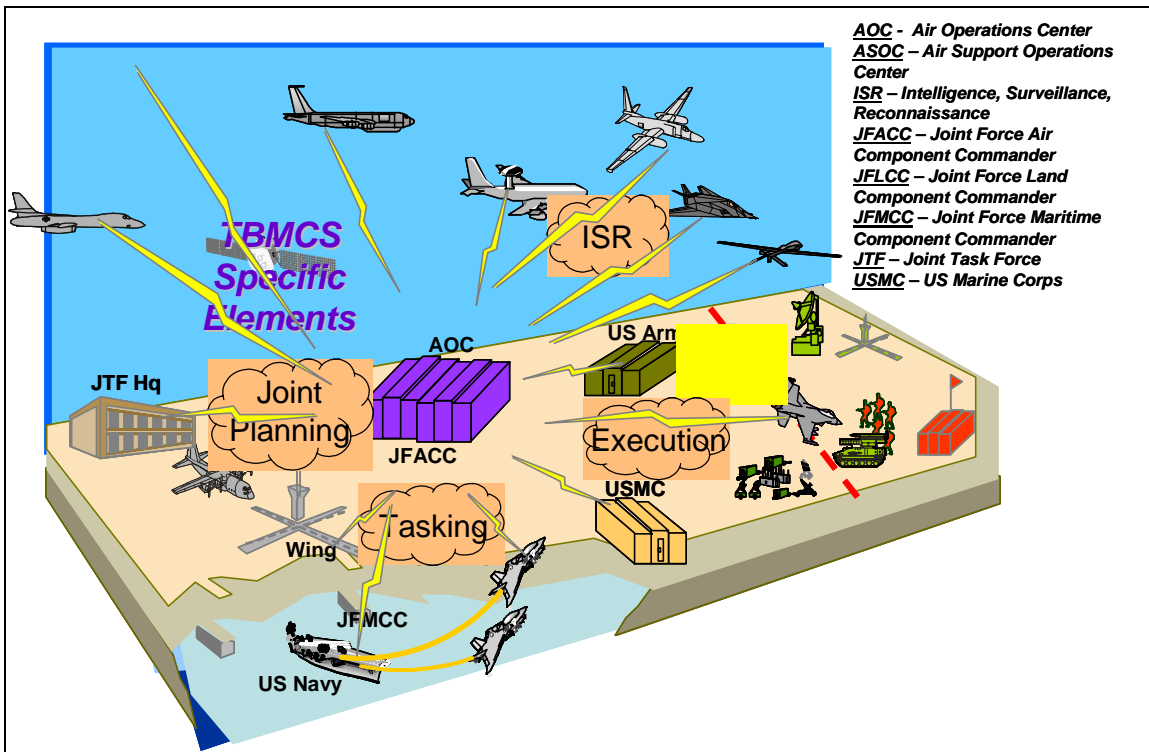 AOC - Air Operations Center
ASOC – Air Support Operations
Center
ISR – Intelligence, Surveillance,
Reconnaissance
JFACC – Joint Force Air
Component Commander
JFLCC – Joint Force Land
Component Commander
JFMCC – Joint Force Maritime
Component Commander
JTF – Joint Task Force
USMC – US Marine Corps
TBMCS
Specific
Elements
ISR
AOC
US Arm
JTF Hq
Joint
Planning
JFACC
Execution
USMC
Tasking
Wing
JFMCC
US Navy